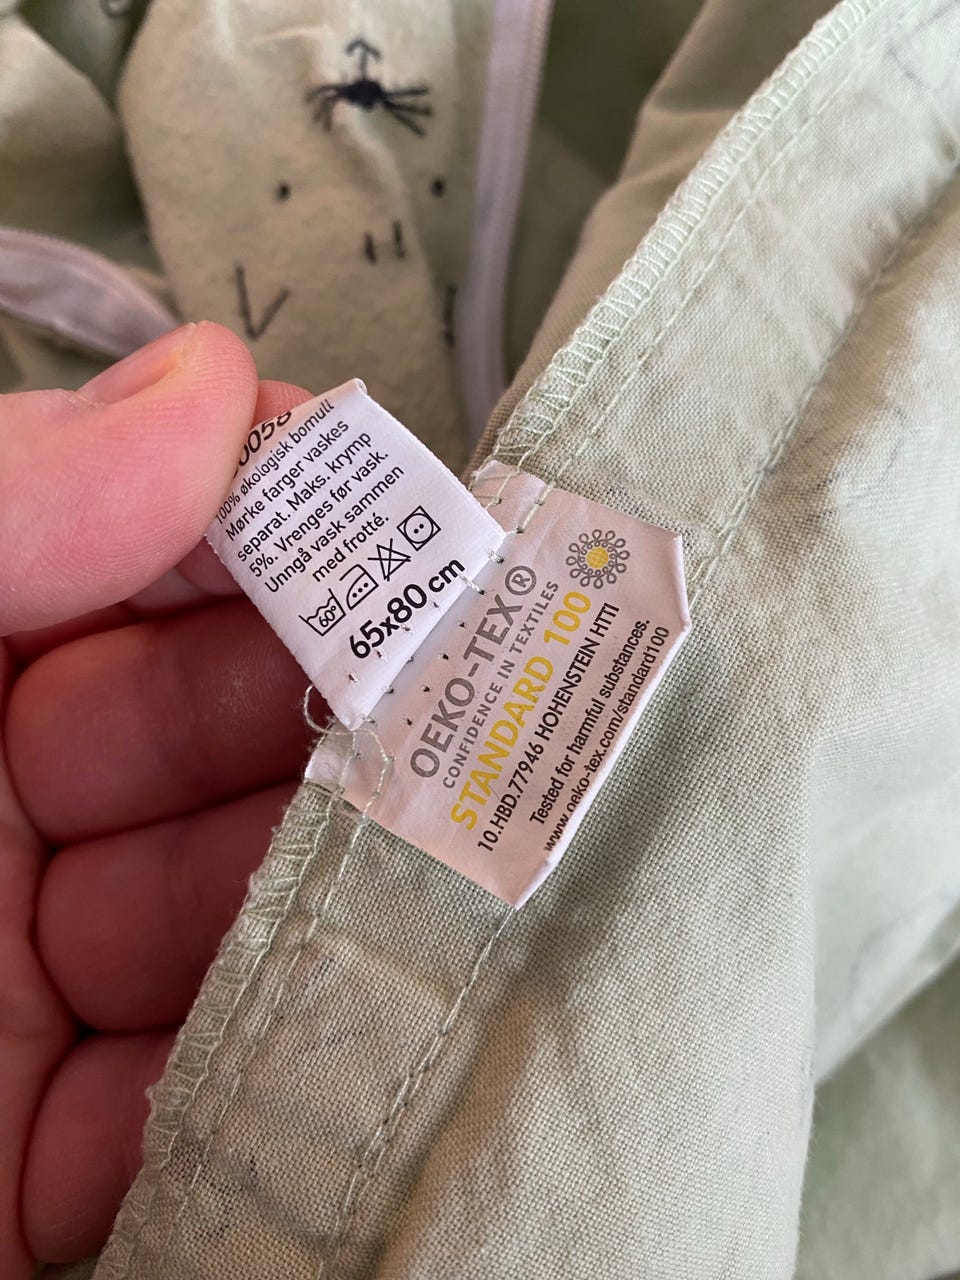 0058
100% økologisk bomull
Mørke farger vaskes
separat. Maks. krymp
5%. Vrenges før vask.
Unngå vask sammen
med frotté.
60°
65x80 cm
OEKO-TEX®
CONFIDENCE IN TEXTILES
STANDARD 100
10.HBD.77946 HOHENSTEIN HTTI
Tested for harmful substances.
www.oeko-tex.com/standard100